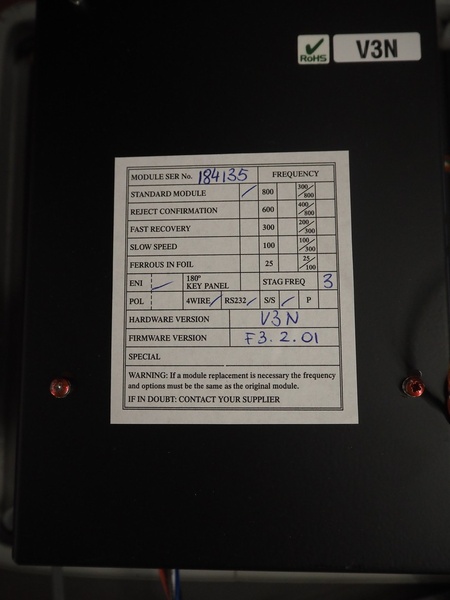 RoHS V3N
MODULE SER No. 184135 FREQUENCY
STANDARD MODULE ✓ 800 300/800
REJECT CONFIRMATION 600 400/800
FAST RECOVERY 300 200/300
SLOW SPEED 100 100/300
FERROUS IN FOIL 25 25/100
ENI ✓ 180° KEY PANEL STAG FREQ 3
POL 4WIRE ✓ RS232 ✓ S/S ✓ P
HARDWARE VERSION V3N
FIRMWARE VERSION F3.2.01
SPECIAL
WARNING: If a module replacement is necessary the frequency
and options must be the same as the original module.
IF IN DOUBT: CONTACT YOUR SUPPLIER